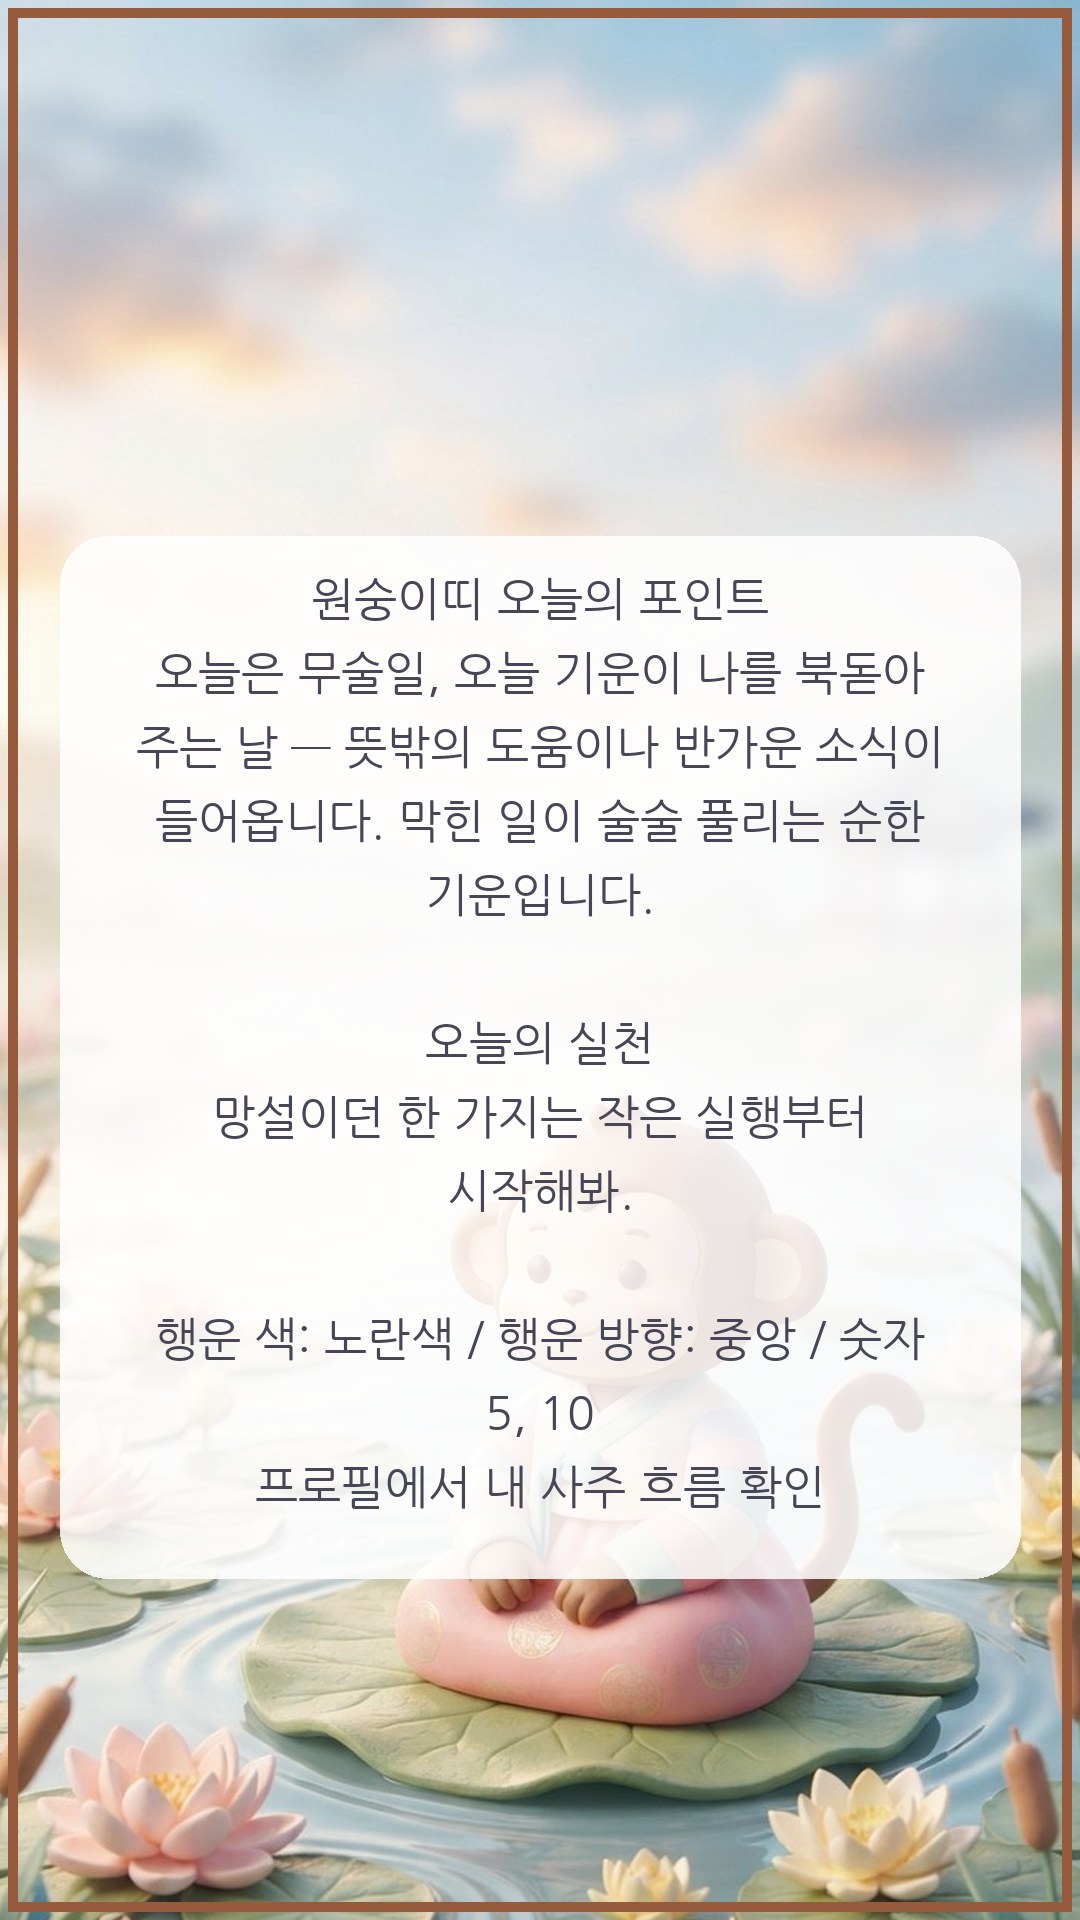 원숭이띠 오늘의 포인트
오늘은 무술일, 오늘 기운이 나를 북돋아
주는 날 — 뜻밖의 도움이나 반가운 소식이
들어옵니다. 막힌 일이 술술 풀리는 순한
기운입니다.
오늘의 실천
망설이던 한 가지는 작은 실행부터
시작해봐.
행운 색: 노란색 / 행운 방향: 중앙 / 숫자
5, 10
프로필에서 내 사주 흐름 확인